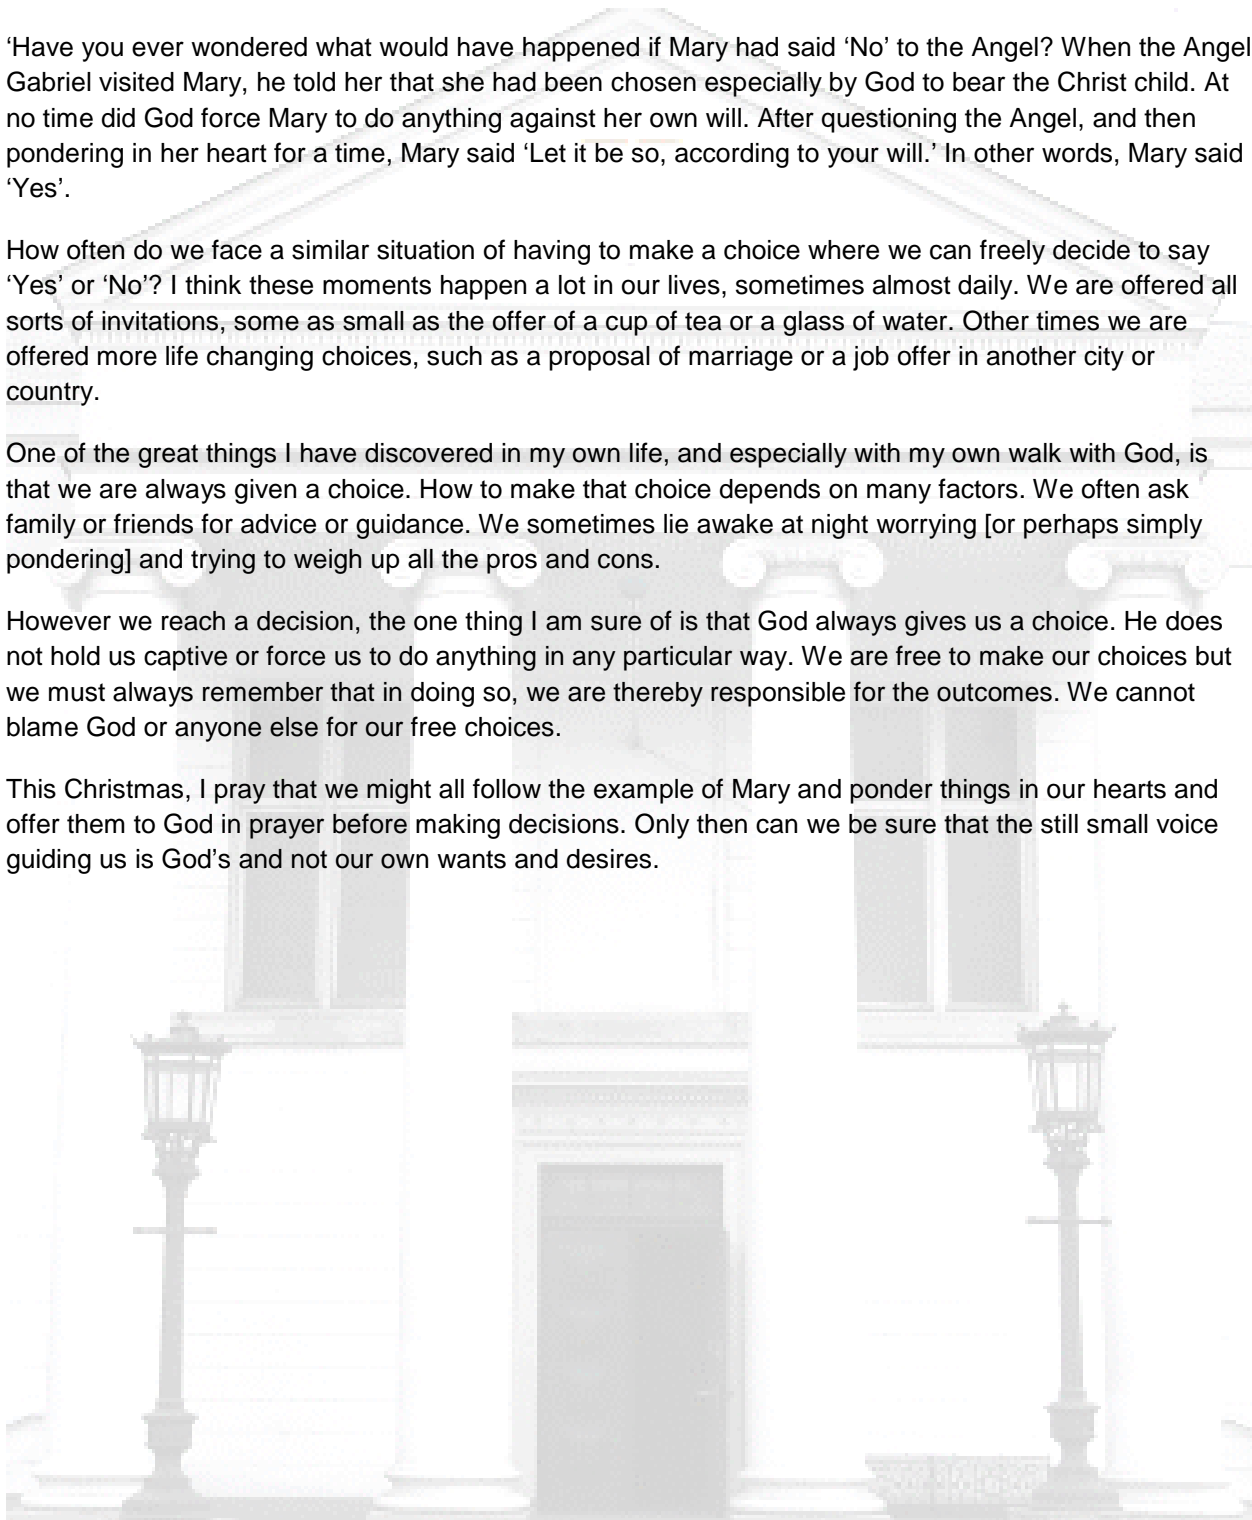 ‘Have you ever wondered what would have happened if Mary had said ‘No’ to the Angel? When the Angel
Gabriel visited Mary, he told her that she had been chosen especially by God to bear the Christ child. At
no time did God force Mary to do anything against her own will. After questioning the Angel, and then
pondering in her heart for a time, Mary said ‘Let it be so, according to your will.’ In other words, Mary said
‘Yes’.
How often do we face a similar situation of having to make a choice where we can freely decide to say
‘Yes’ or ‘No’? I think these moments happen a lot in our lives, sometimes almost daily. We are offered all
sorts of invitations, some as small as the offer of a cup of tea or a glass of water. Other times we are
offered more life changing choices, such as a proposal of marriage or a job offer in another city or
country.
One of the great things I have discovered in my own life, and especially with my own walk with God, is
that we are always given a choice. How to make that choice depends on many factors. We often ask
family or friends for advice or guidance. We sometimes lie awake at night worrying [or perhaps simply
pondering] and trying to weigh up all the pros and cons.
However we reach a decision, the one thing I am sure of is that God always gives us a choice. He does
not hold us captive or force us to do anything in any particular way. We are free to make our choices but
we must always remember that in doing so, we are thereby responsible for the outcomes. We cannot
blame God or anyone else for our free choices.
This Christmas, I pray that we might all follow the example of Mary and ponder things in our hearts and
offer them to God in prayer before making decisions. Only then can we be sure that the still small voice
guiding us is God’s and not our own wants and desires.